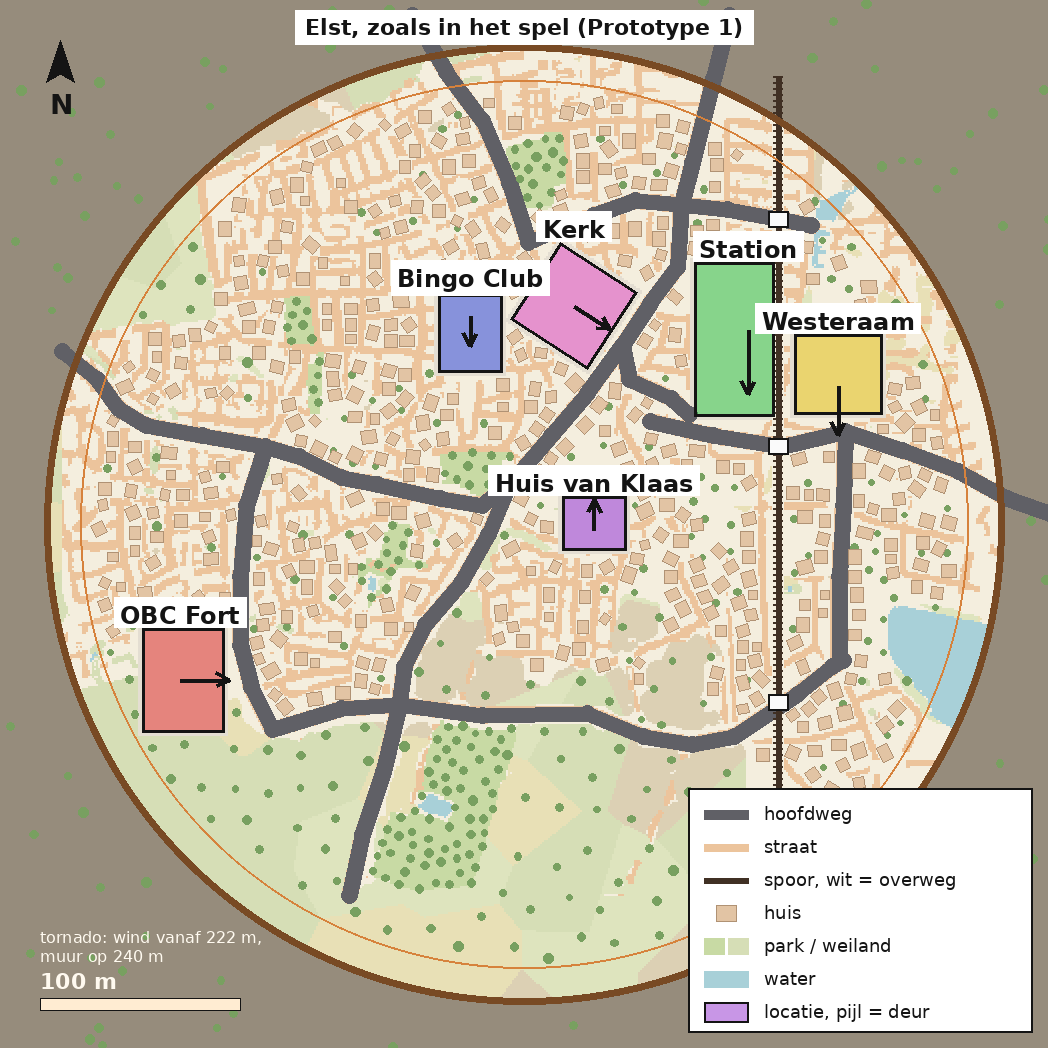 Elst, zoals in het spel (Prototype 1)
N
Kerk
Station
Bingo Club
Westeraam
Huis van Klaas
OBC Fort
hoofdweg
straat
spoor, wit = overweg
huis
park / weiland
water
locatie, pijl = deur
tornado: wind vanaf 222 m,
muur op 240 m
100 m